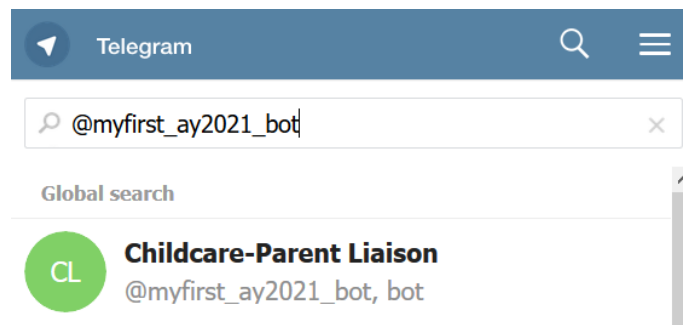 Telegram
@myfirst_ay2021_bot
Global search
CL
Childcare-Parent Liaison
@myfirst_ay2021_bot, bot